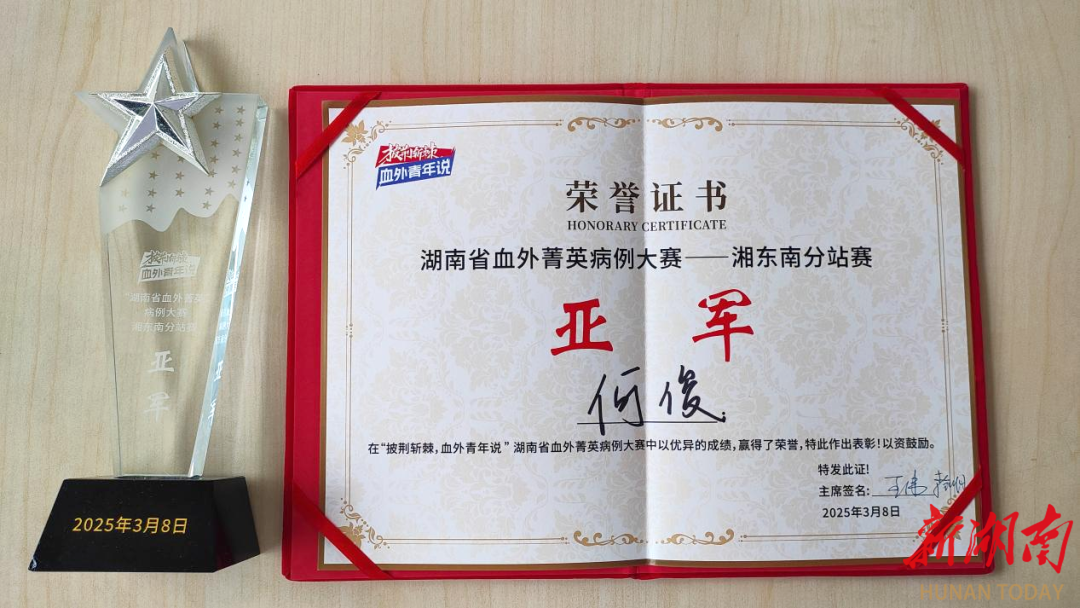 披荆斩棘
血外青年说
"湖南省血外菁英
病例大赛
湘东南分站赛
亚
军
2025年3月8日
披荆斩棘
血外青年说
荣誉证书
HONORARY CERTIFICATE
湖南省血外菁英病例大赛——湘东南分站赛
亚军
何俊
在“披荆斩棘,血外青年说”湖南省血外菁英病例大赛中以优异的成绩,赢得了荣誉,特此作出表彰!以资鼓励。
特发此证!
主席签名: 王伟
2025年3月8日
新湖南
HUNAN TODAY